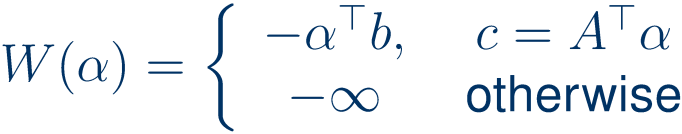 W(α) = { −α⊤b, c = A⊤α
−∞ otherwise